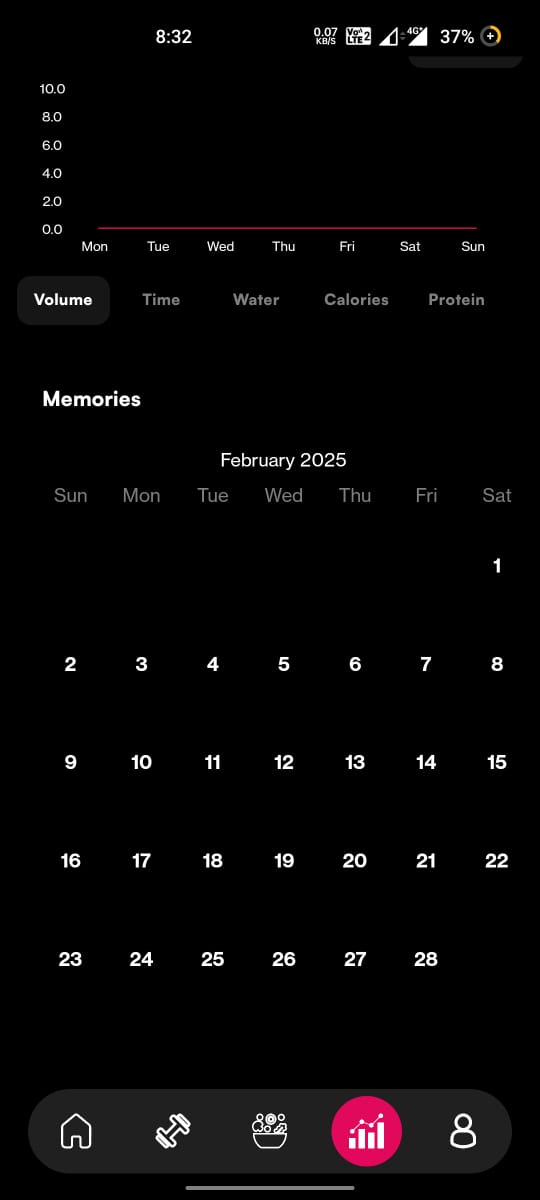 8:32 0.07 KB/S Vo LTE 2 4G+ 37%
10.0
8.0
6.0
4.0
2.0
0.0
Mon Tue Wed Thu Fri Sat Sun
Volume Time Water Calories Protein
Memories
February 2025
Sun Mon Tue Wed Thu Fri Sat
1
2 3 4 5 6 7 8
9 10 11 12 13 14 15
16 17 18 19 20 21 22
23 24 25 26 27 28